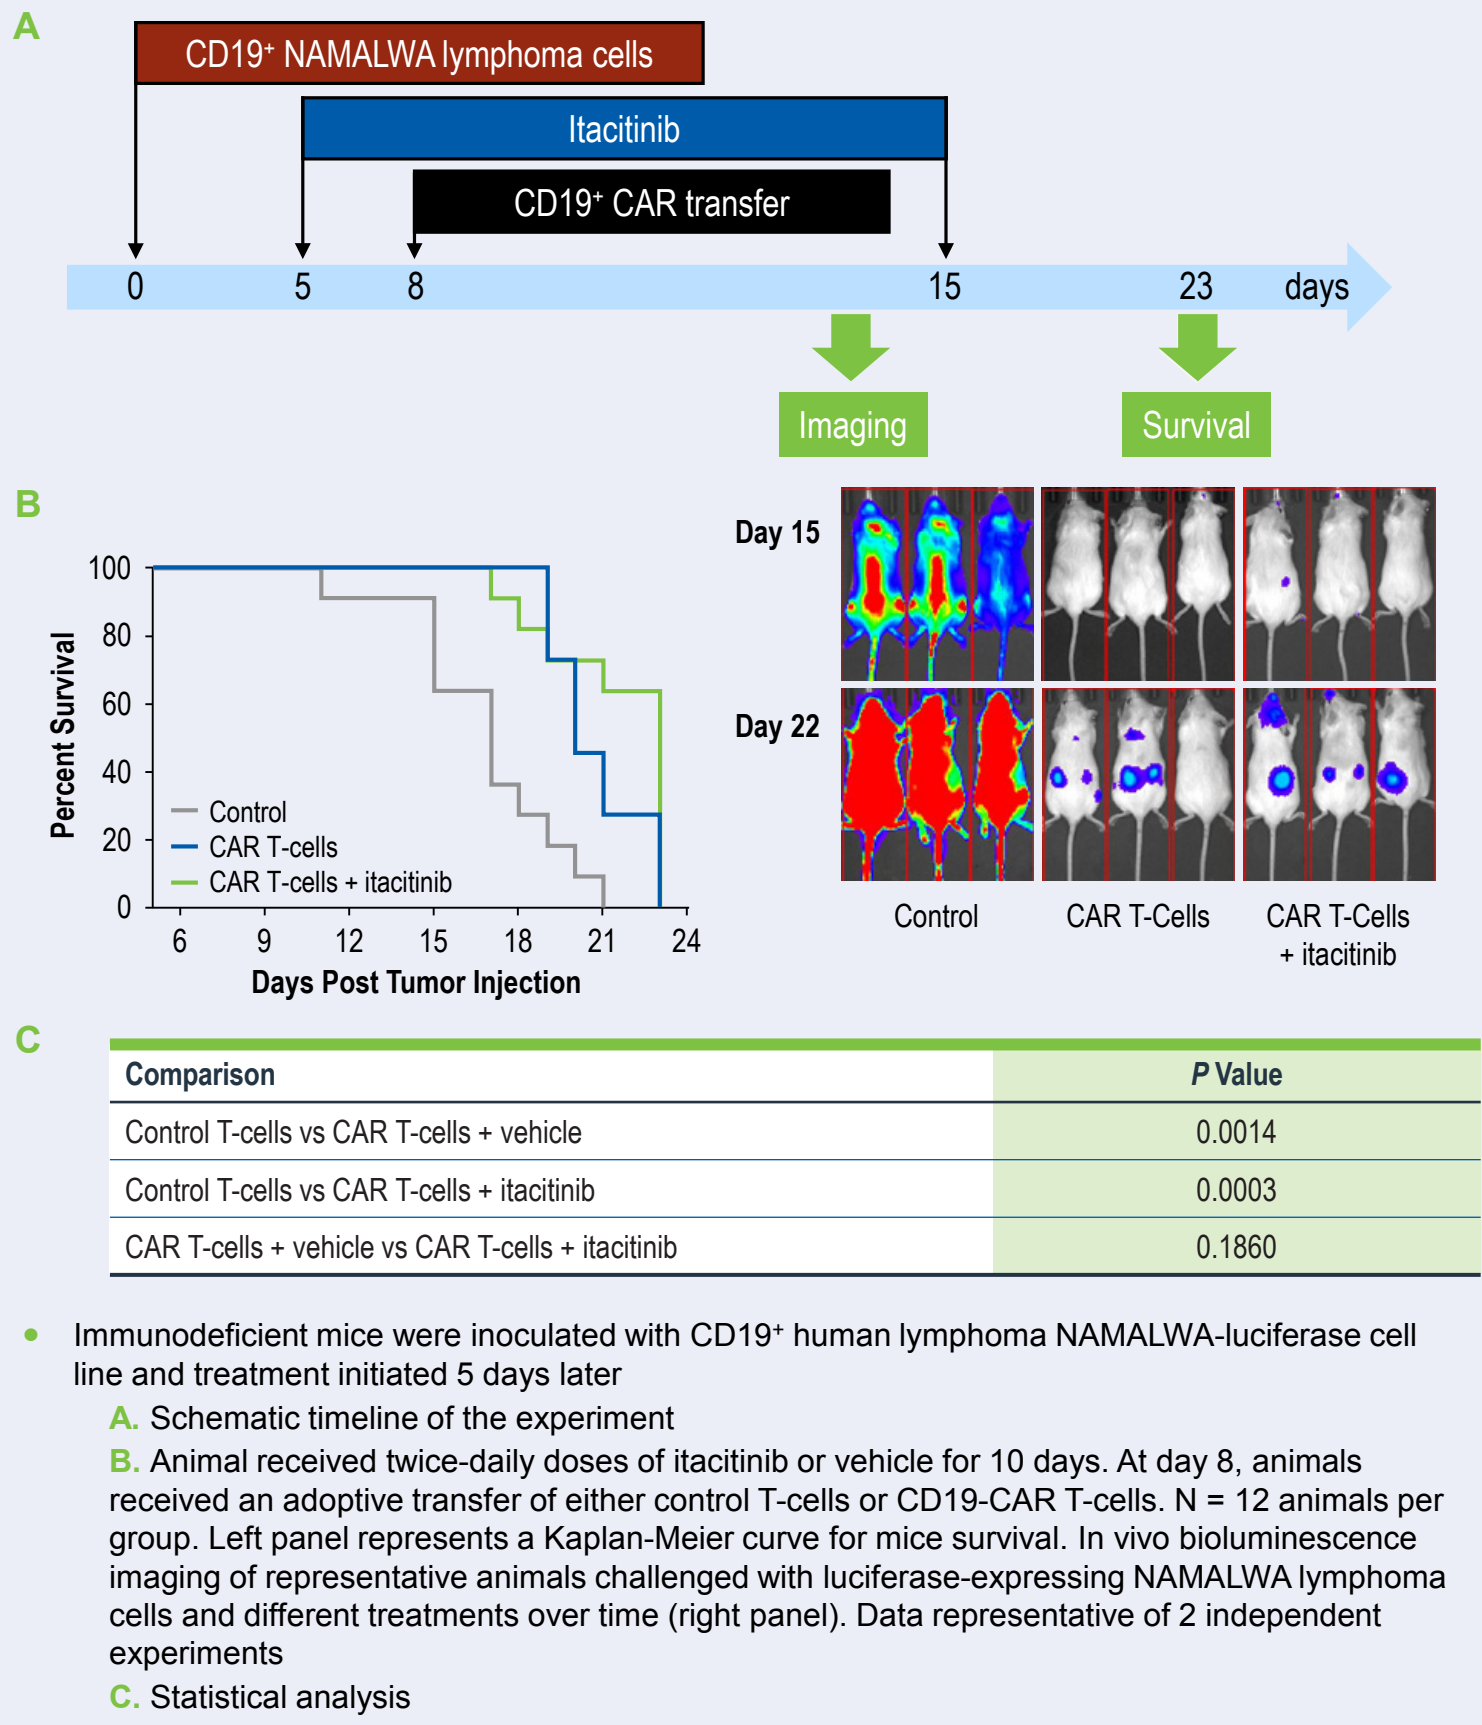 A
CD19⁺ NAMALWA lymphoma cells
Itacitinib
CD19⁺ CAR transfer
0 5 8 15 23 days
Imaging Survival
B
100
80
60
40
20
0
Percent Survival
Control
CAR T-cells
CAR T-cells + itacitinib
6 9 12 15 18 21 24
Days Post Tumor Injection
Day 15
Day 22
Control
CAR T-Cells
CAR T-Cells
+ itacitinib
C
Comparison P Value
Control T-cells vs CAR T-cells + vehicle 0.0014
Control T-cells vs CAR T-cells + itacitinib 0.0003
CAR T-cells + vehicle vs CAR T-cells + itacitinib 0.1860
• Immunodeficient mice were inoculated with CD19⁺ human lymphoma NAMALWA-luciferase cell
line and treatment initiated 5 days later
A. Schematic timeline of the experiment
B. Animal received twice-daily doses of itacitinib or vehicle for 10 days. At day 8, animals
received an adoptive transfer of either control T-cells or CD19-CAR T-cells. N = 12 animals per
group. Left panel represents a Kaplan-Meier curve for mice survival. In vivo bioluminescence
imaging of representative animals challenged with luciferase-expressing NAMALWA lymphoma
cells and different treatments over time (right panel). Data representative of 2 independent
experiments
C. Statistical analysis